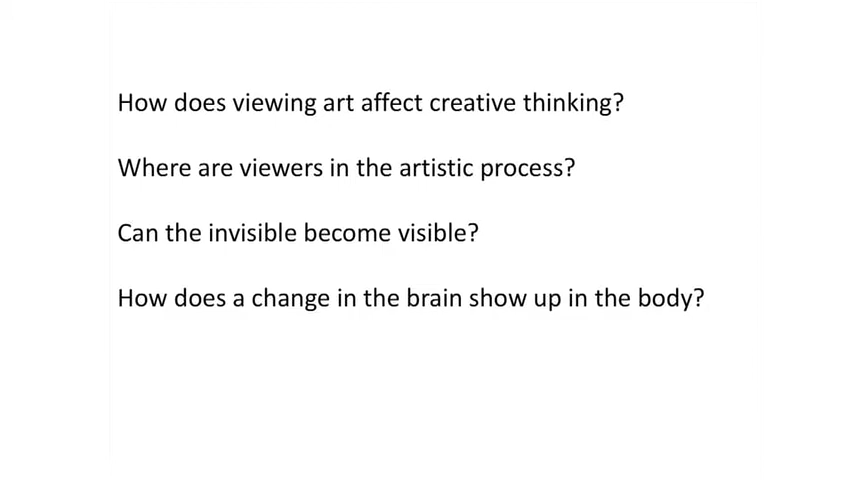 How does viewing art affect creative thinking?
Where are viewers in the artistic process?
Can the invisible become visible?
How does a change in the brain show up in the body?